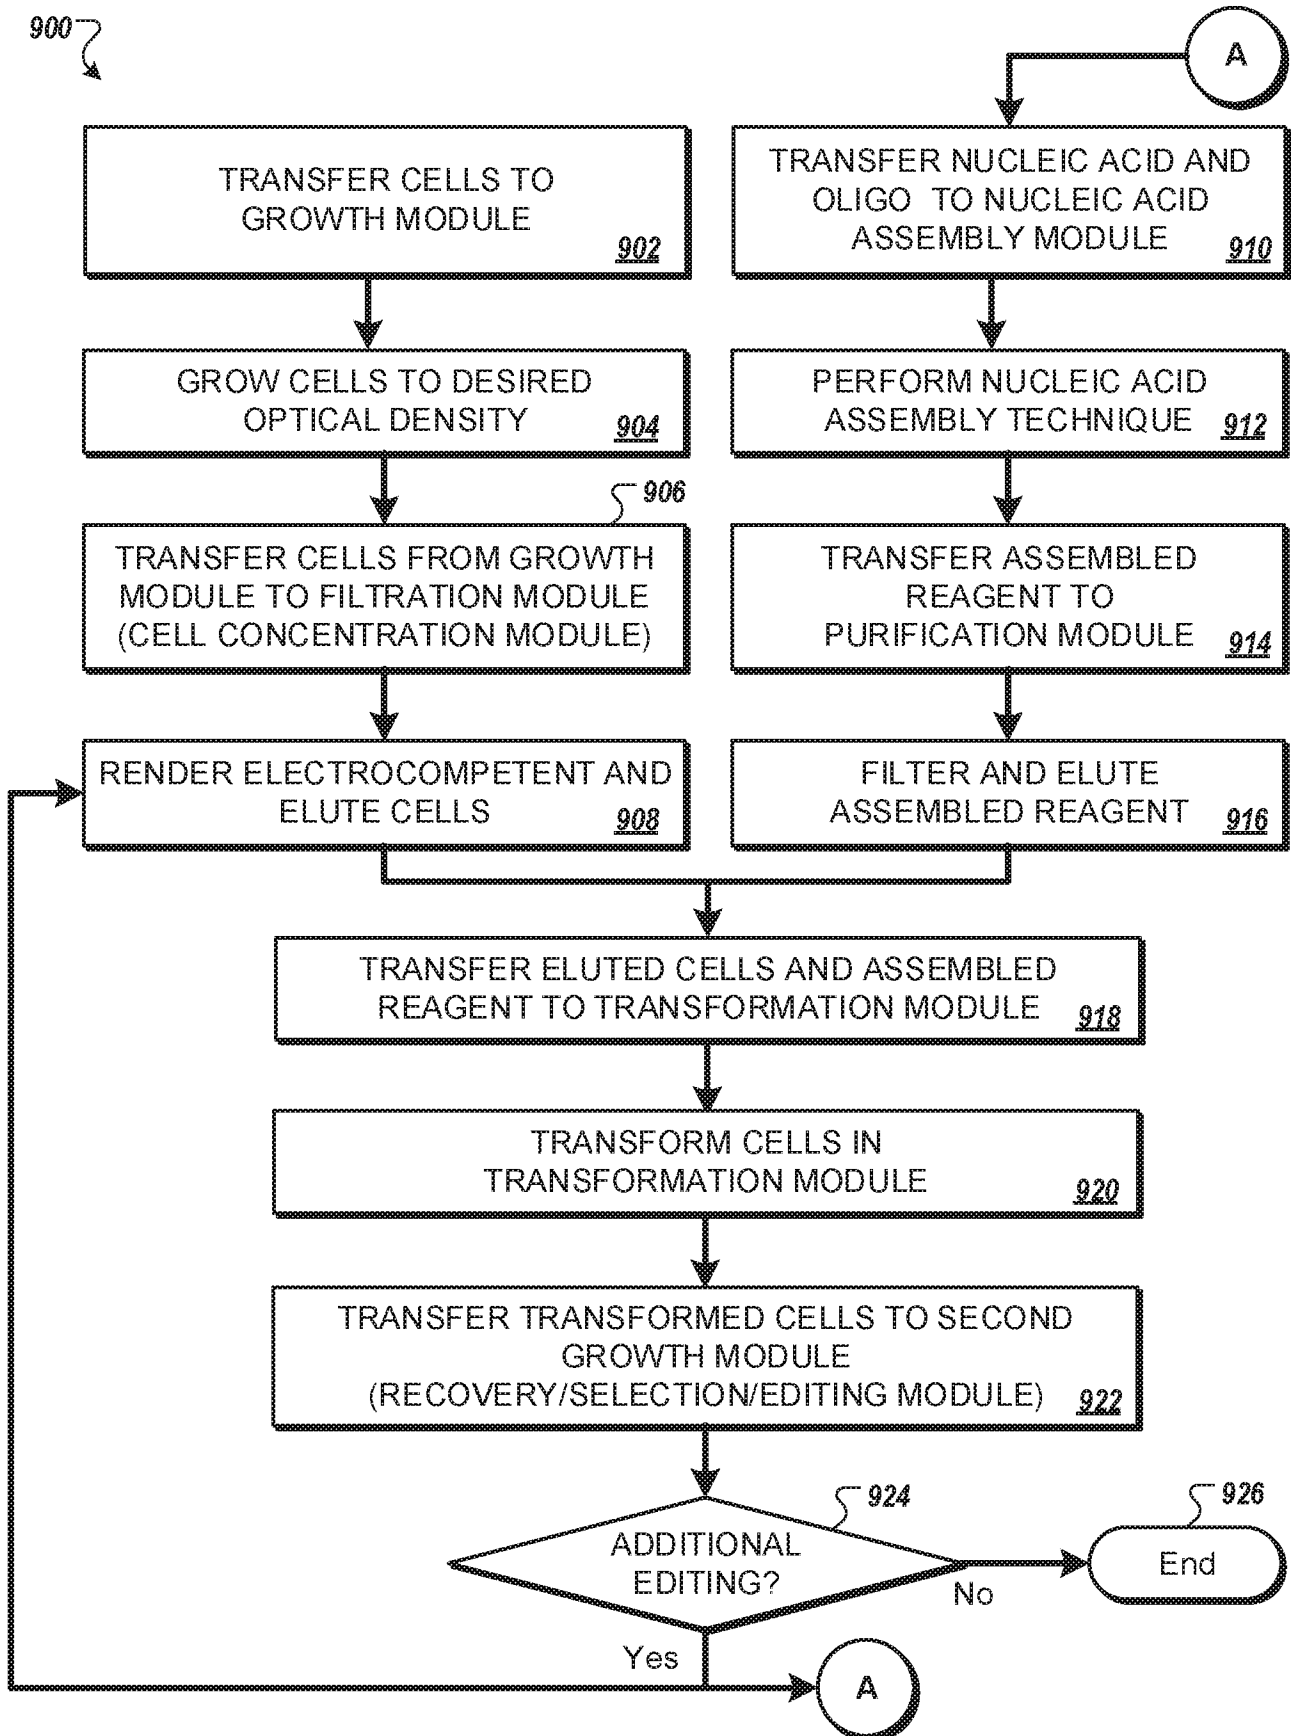 900
TRANSFER CELLS TO
GROWTH MODULE
902
GROW CELLS TO DESIRED
OPTICAL DENSITY
904
906
TRANSFER CELLS FROM GROWTH
MODULE TO FILTRATION MODULE
(CELL CONCENTRATION MODULE)
RENDER ELECTROCOMPETENT AND
ELUTE CELLS
908
A
TRANSFER NUCLEIC ACID AND
OLIGO TO NUCLEIC ACID
ASSEMBLY MODULE
910
PERFORM NUCLEIC ACID
ASSEMBLY TECHNIQUE
912
TRANSFER ASSEMBLED
REAGENT TO
PURIFICATION MODULE
914
FILTER AND ELUTE
ASSEMBLED REAGENT
916
TRANSFER ELUTED CELLS AND ASSEMBLED
REAGENT TO TRANSFORMATION MODULE
918
TRANSFORM CELLS IN
TRANSFORMATION MODULE
920
TRANSFER TRANSFORMED CELLS TO SECOND
GROWTH MODULE
(RECOVERY/SELECTION/EDITING MODULE)
922
924
ADDITIONAL
EDITING?
No
926
End
Yes
A